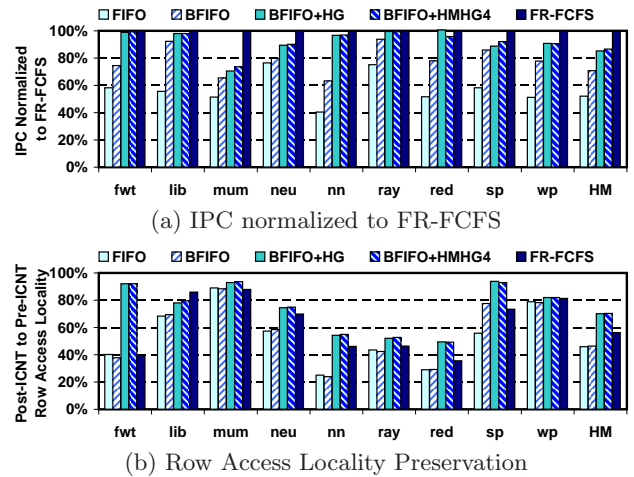 FIFO BFIFO BFIFO+HG BFIFO+HMHG4 FR-FCFS
IPC Normalized
to FR-FCFS
100%
80%
60%
40%
20%
0%
fwt lib mum neu nn ray red sp wp HM
(a) IPC normalized to FR-FCFS
FIFO BFIFO BFIFO+HG BFIFO+HMHG4 FR-FCFS
Post-ICNT to Pre-ICNT
Row Access Locality
100%
80%
60%
40%
20%
0%
fwt lib mum neu nn ray red sp wp HM
(b) Row Access Locality Preservation